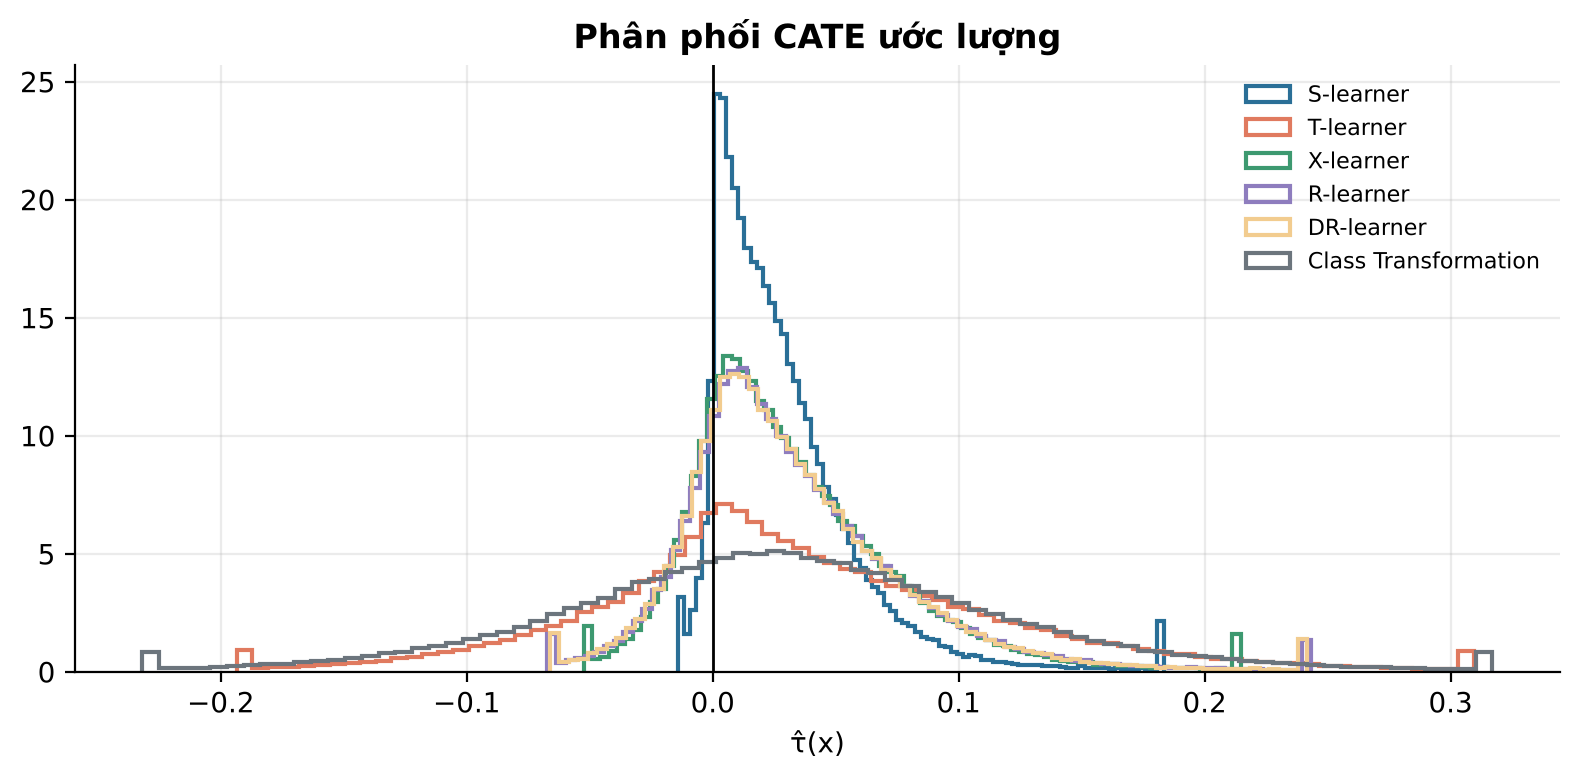 Phân phối CATE ước lượng
25
20
15
10
5
0
−0.2
−0.1
0.0
0.1
0.2
0.3
τ̂(x)
S-learner
T-learner
X-learner
R-learner
DR-learner
Class Transformation